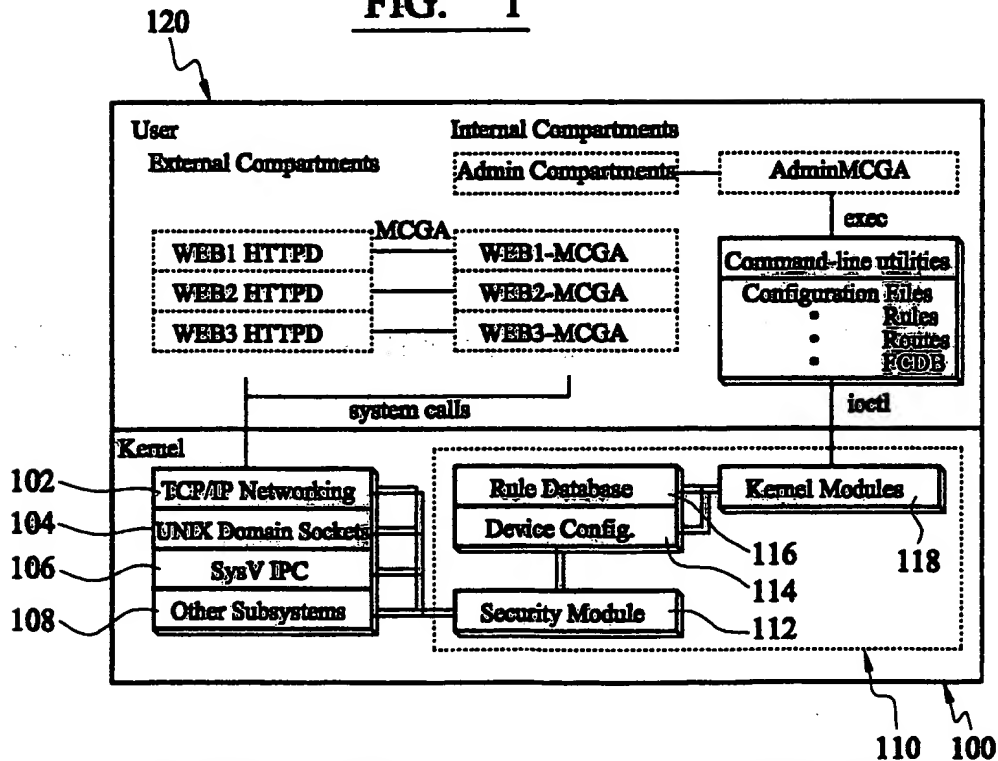 FIG. 1
120
User
External Compartments
Internal Compartments
Admin Compartments
AdminMCGA
exec
MCGA
WEB1 HTTPD
WEB1-MCGA
WEB2 HTTPD
WEB2-MCGA
WEB3 HTTPD
WEB3-MCGA
Command-line utilities
Configuration Files
• Rules
• Routes
• FCDB
system calls
ioctl
Kernel
102
TCP/IP Networking
104
UNIX Domain Sockets
106
SysV IPC
108
Other Subsystems
Rule Database
Device Config.
Security Module
Kernel Modules
116
118
114
112
110
100